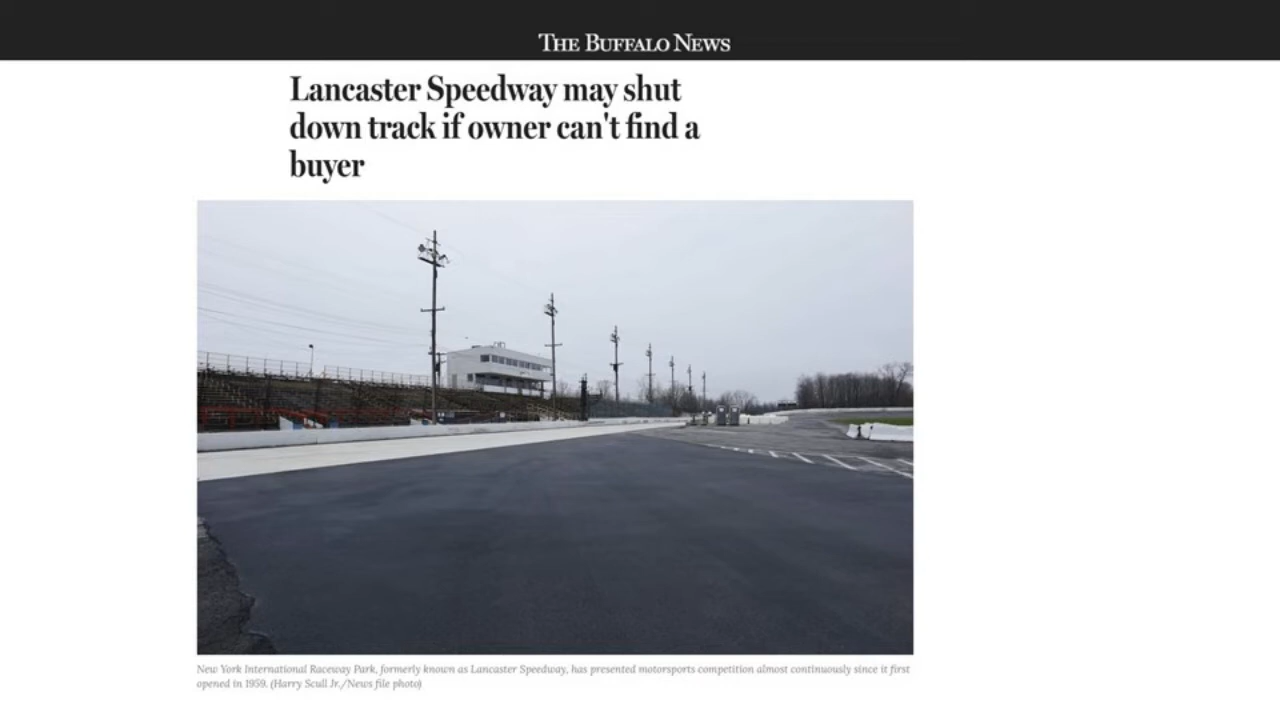 THE BUFFALO NEWS
Lancaster Speedway may shut
down track if owner can't find a
buyer
New York International Raceway Park, formerly known as Lancaster Speedway, has presented motorsports competition almost continuously since it first
opened in 1959. (Harry Scull Jr./News file photo)